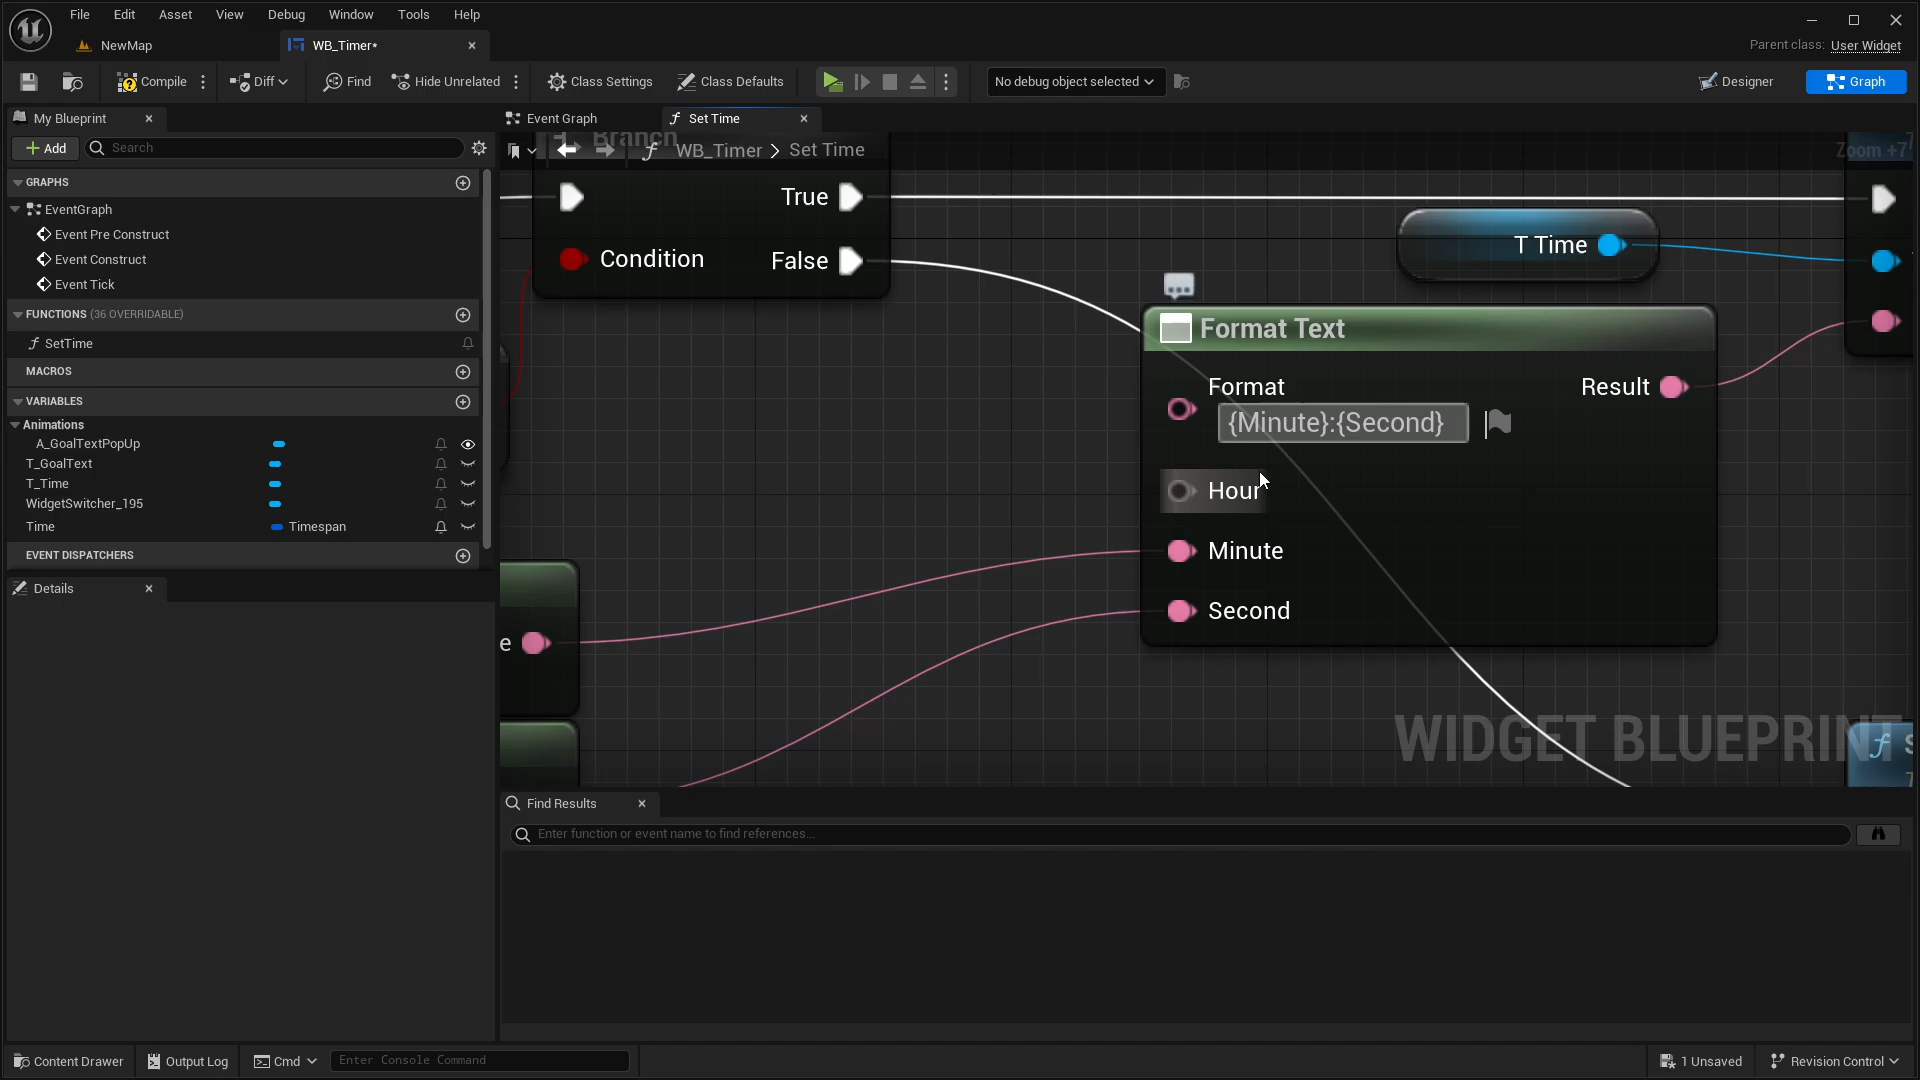 File Edit Asset View Debug Window Tools Help
NewMap
WB_Timer*
Parent class: User Widget
Compile
Diff
Find
Hide Unrelated
Class Settings
Class Defaults
No debug object selected
Designer
Graph
My Blueprint
Add
Search
GRAPHS
EventGraph
Event Pre Construct
Event Construct
Event Tick
FUNCTIONS (36 OVERRIDABLE)
SetTime
MACROS
VARIABLES
Animations
A_GoalTextPopUp
T_GoalText
T_Time
WidgetSwitcher_195
Time Timespan
EVENT DISPATCHERS
Details
Event Graph
Set Time
Branch
WB_Timer > Set Time
Zoom +7
True
Condition False
T Time
Format Text
Format
{Minute}:{Second}
Result
Hour
Minute
Second
e
WIDGET BLUEPRINT
Find Results
Enter function or event name to find references...
Content Drawer
Output Log
Cmd
Enter Console Command
1 Unsaved
Revision Control